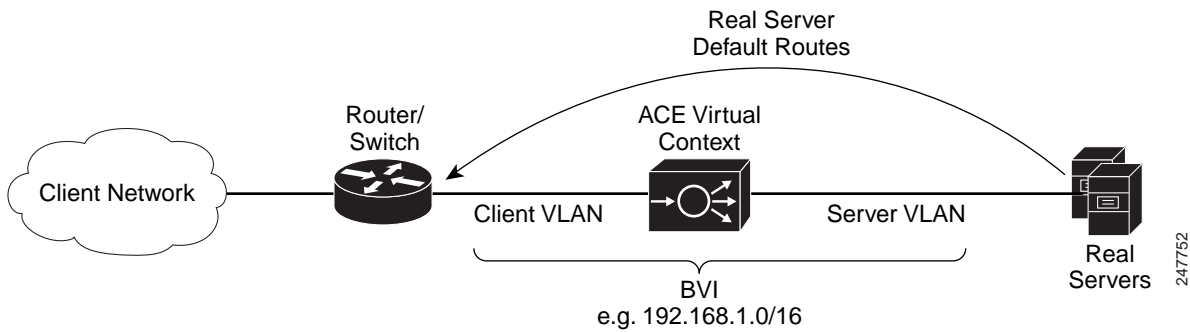 Real Server
Default Routes
Router/
Switch
ACE Virtual
Context
Client Network
Client VLAN
Server VLAN
Real
Servers
BVI
e.g. 192.168.1.0/16
247752